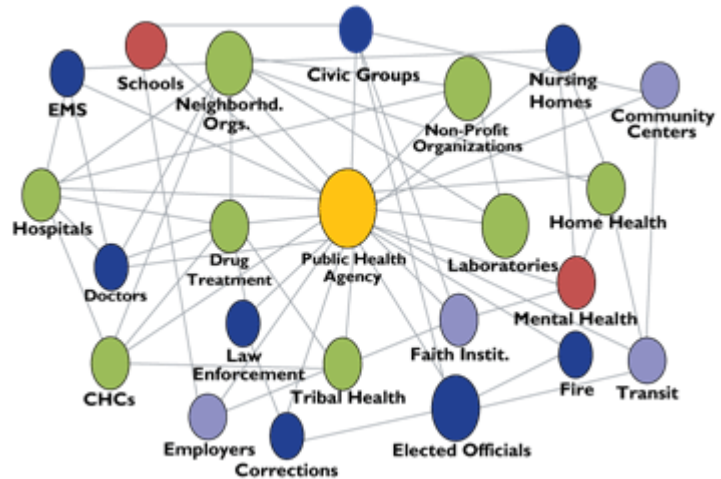 Schools
EMS
Neighborhd.
Orgs.
Civic Groups
Non-Profit
Organizations
Nursing
Homes
Community
Centers
Hospitals
Doctors
Drug
Treatment
Public Health
Agency
Laboratories
Home Health
Mental Health
Law
Enforcement
Faith Instit.
CHCs
Tribal Health
Fire
Transit
Employers
Corrections
Elected Officials